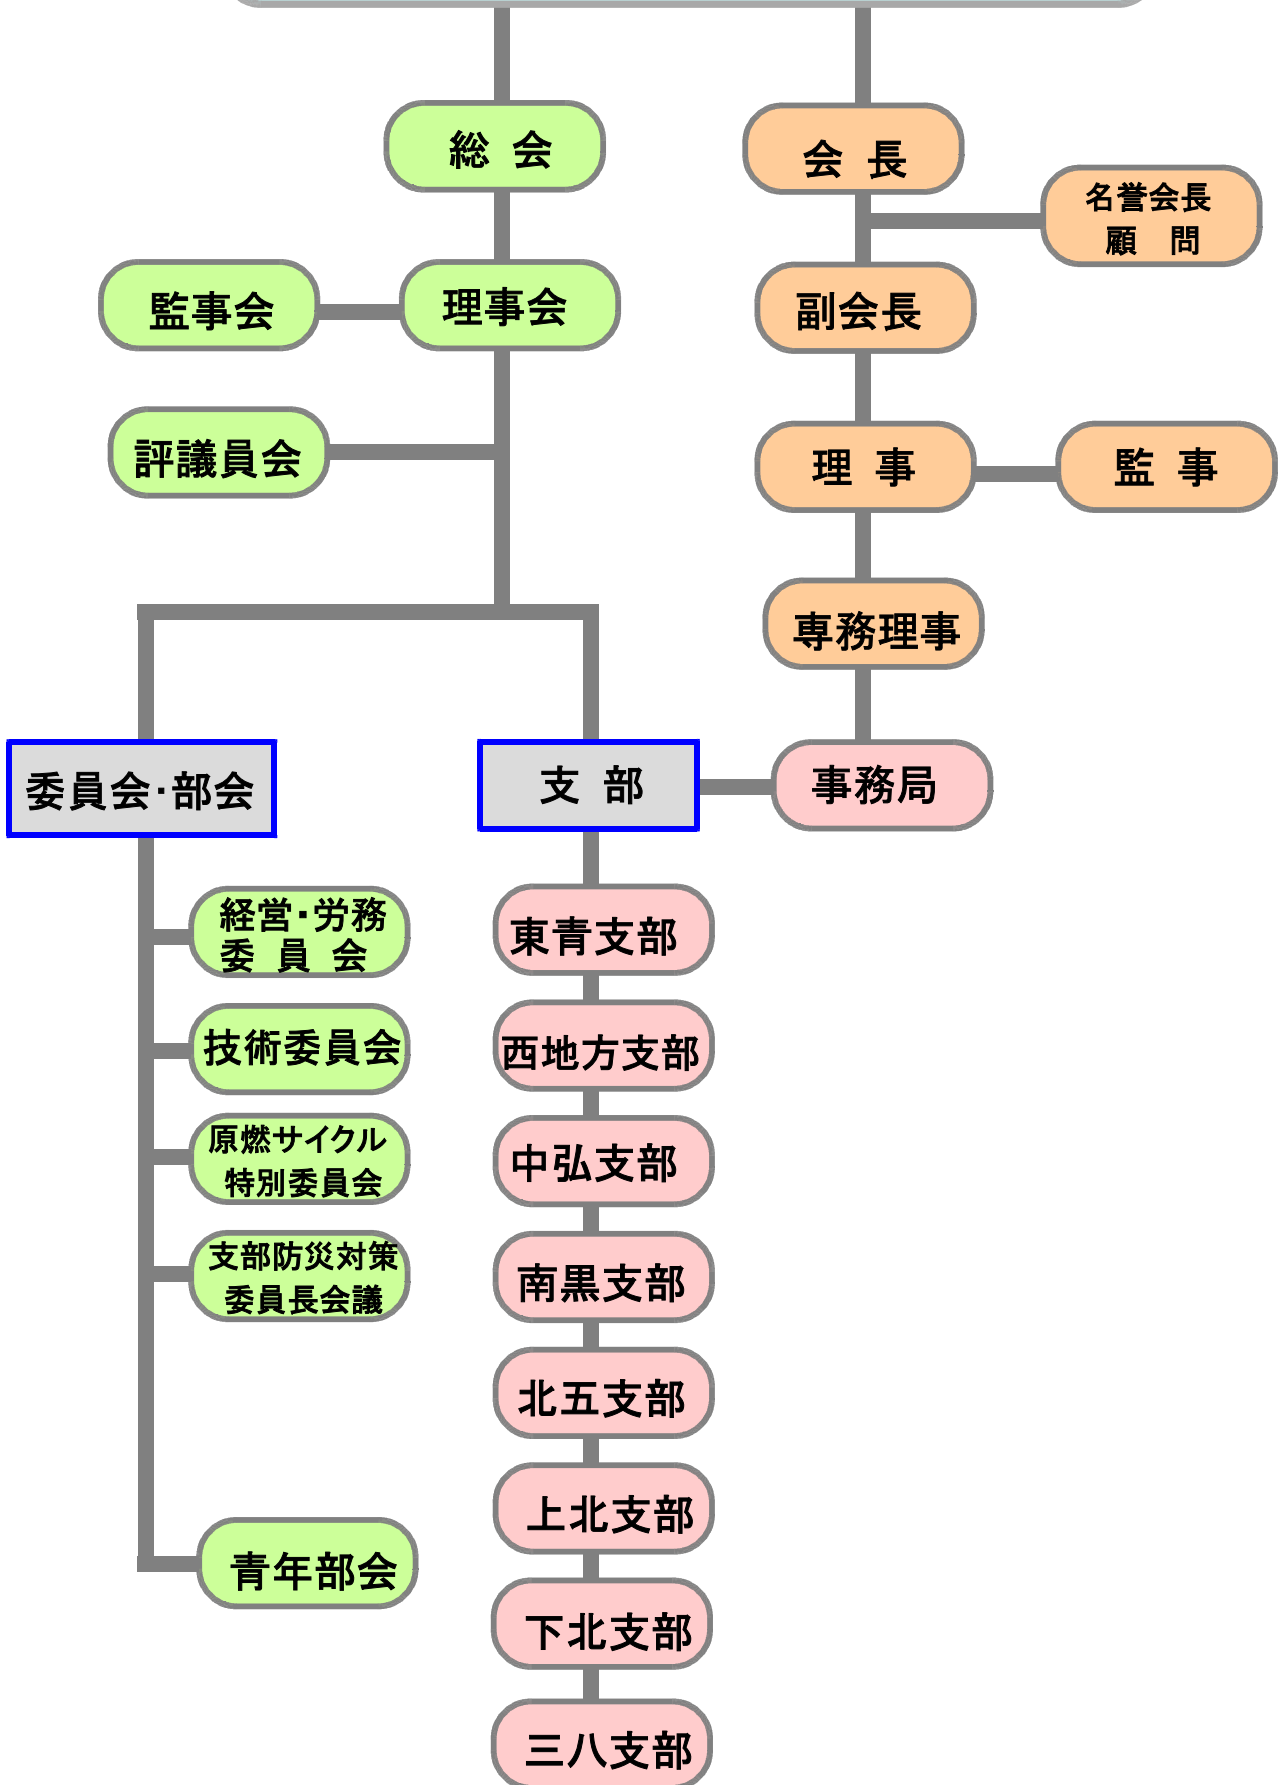 総 会
会 長
名誉会長
顧 問
監事会
理事会
副会長
評議員会
理 事
監 事
専務理事
委員会･部会
支 部
事務局
経営･労務
委 員 会
技術委員会
原燃サイクル
特別委員会
支部防災対策
委員長会議
青年部会
東青支部
西地方支部
中弘支部
南黒支部
北五支部
上北支部
下北支部
三八支部